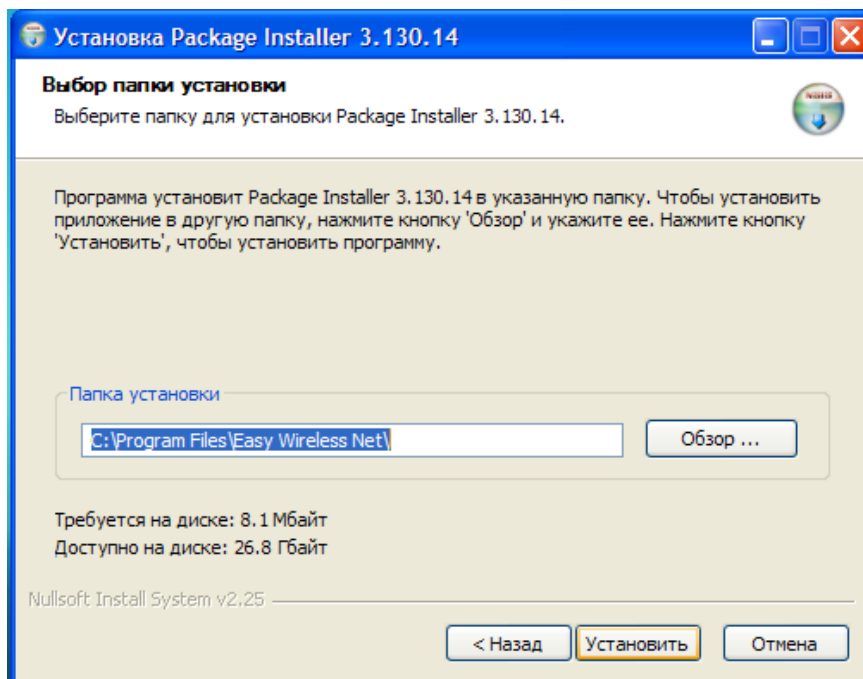 Установка Package Installer 3.130.14
Выбор папки установки
Выберите папку для установки Package Installer 3.130.14.
Программа установит Package Installer 3.130.14 в указанную папку. Чтобы установить
приложение в другую папку, нажмите кнопку 'Обзор' и укажите ее. Нажмите кнопку
'Установить', чтобы установить программу.
Папка установки
C:\Program Files\Easy Wireless Net\
Обзор ...
Требуется на диске: 8.1 Мбайт
Доступно на диске: 26.8 Гбайт
Nullsoft Install System v2.25
< Назад
Установить
Отмена